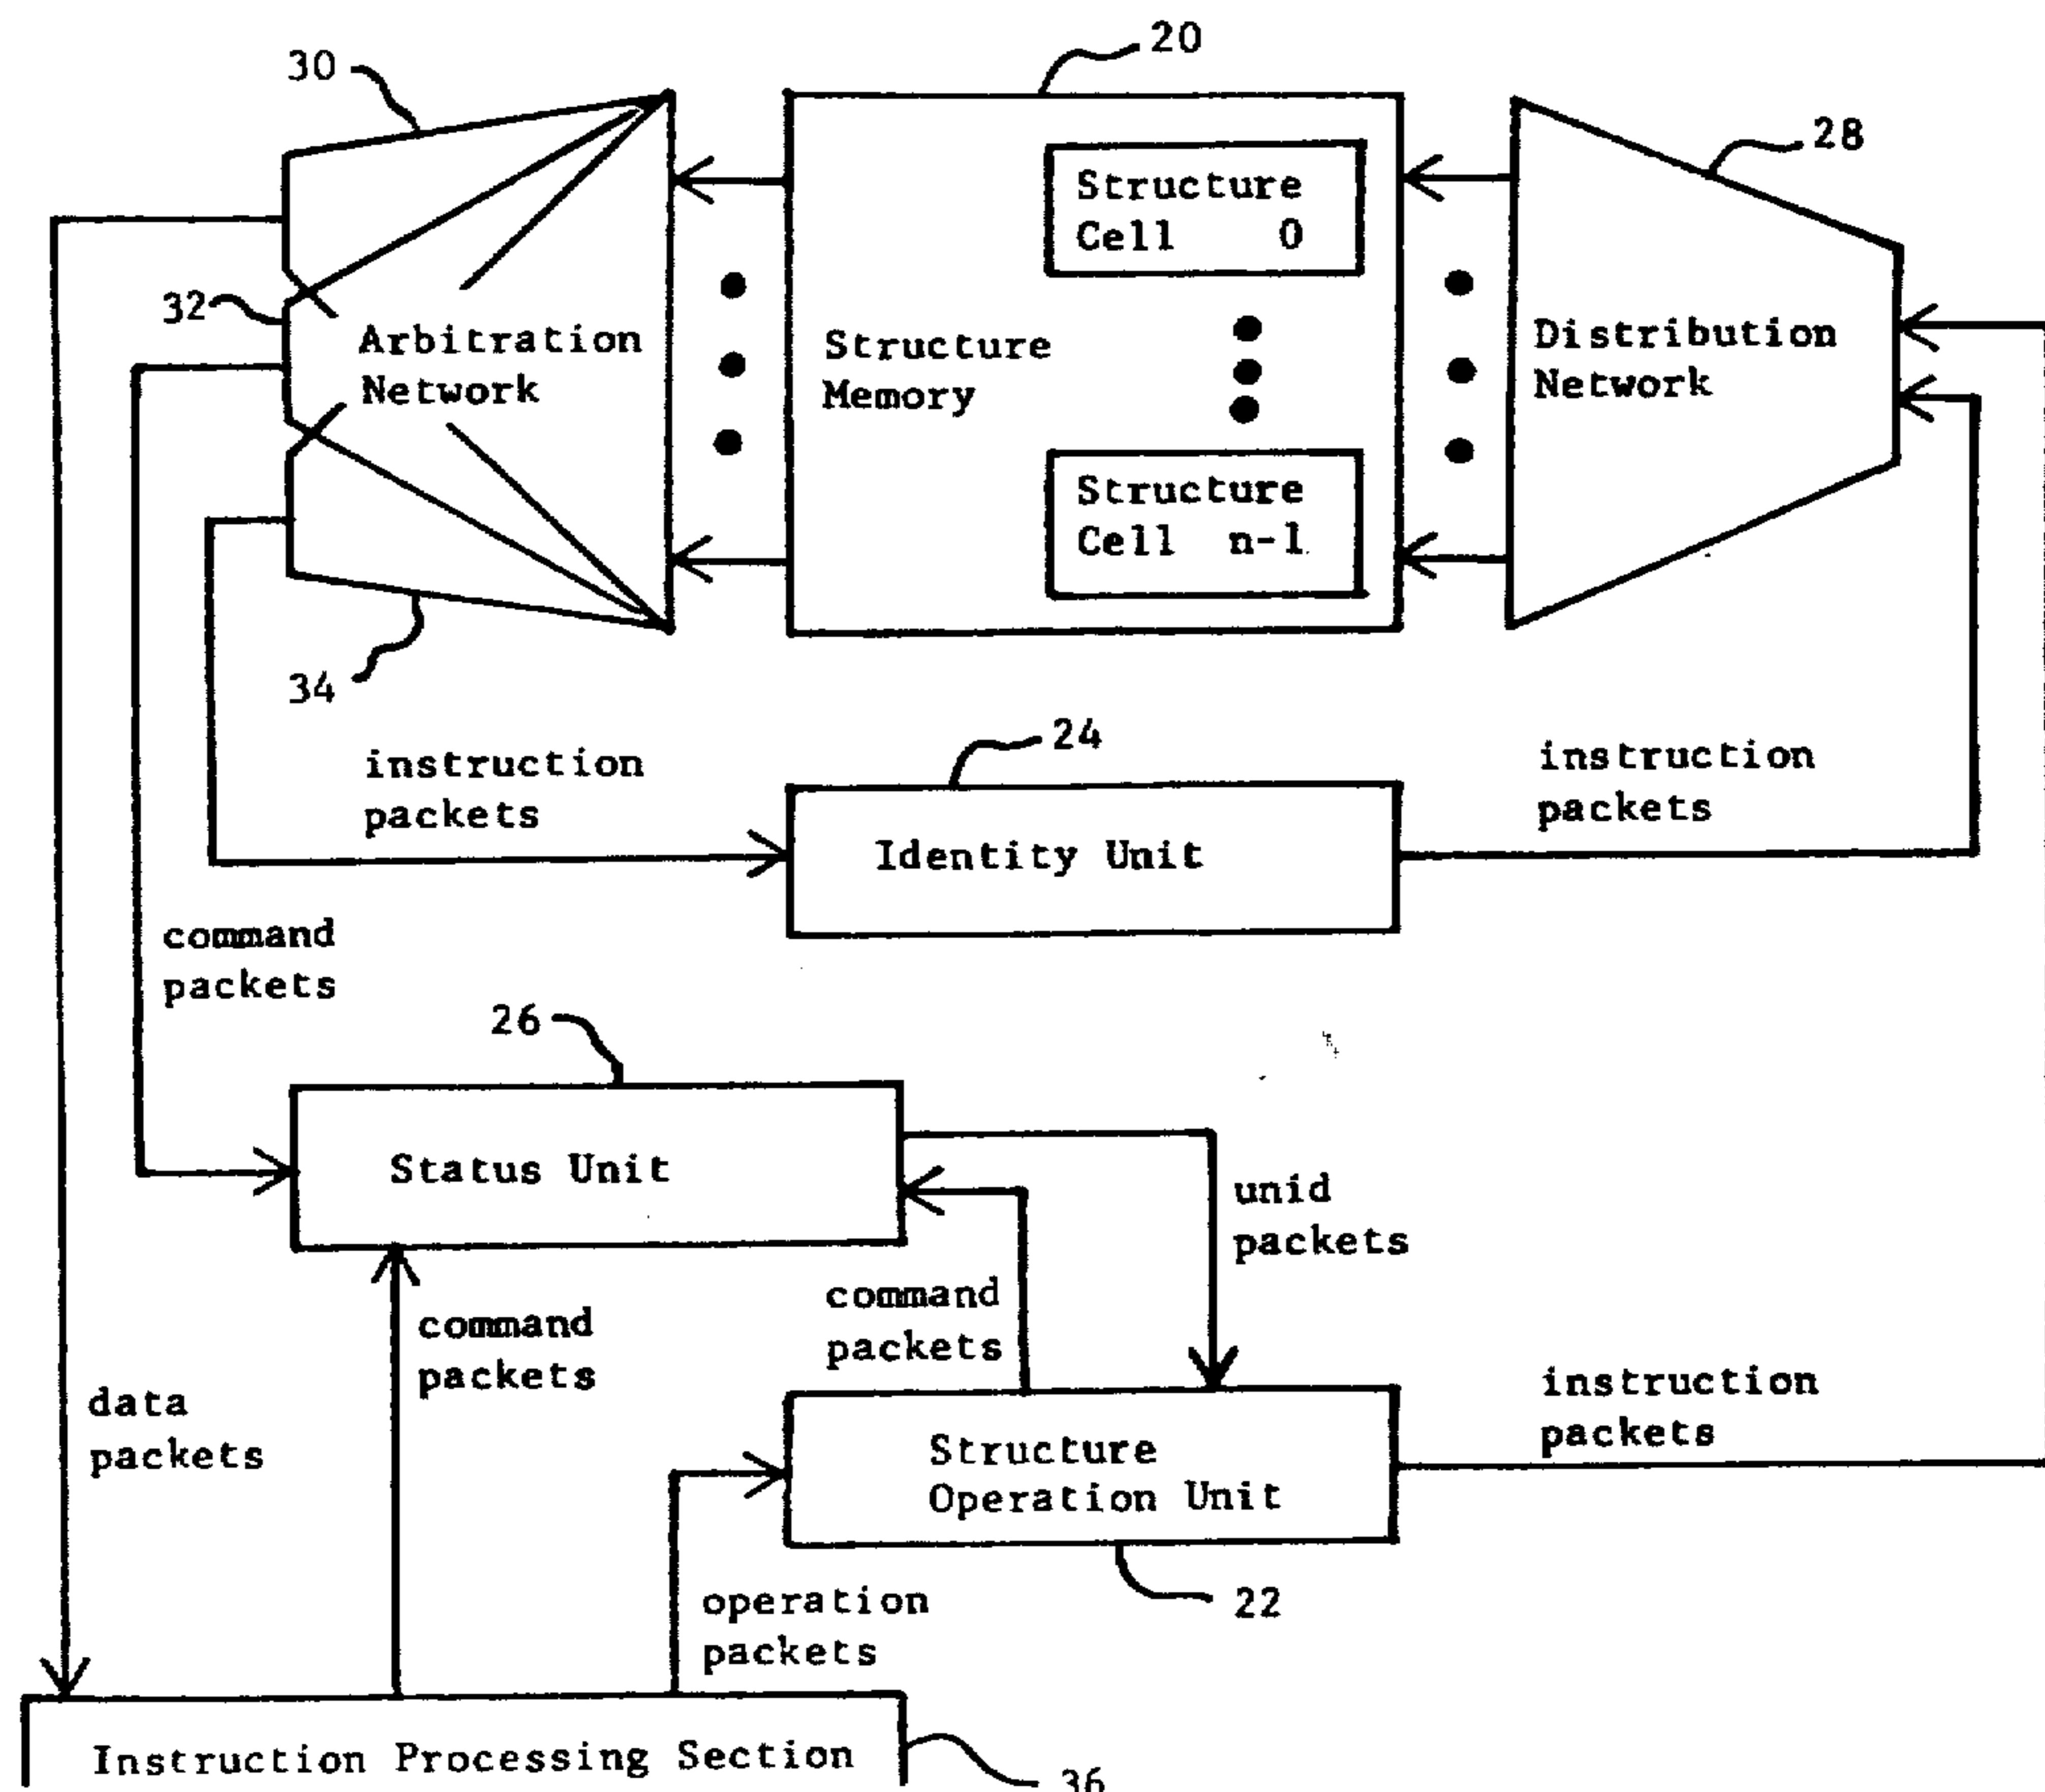 20
30
28
Structure
Cell 0
32
Arbitration
Network
Structure
Memory
Distribution
Network
Structure
Cell n-1
34
24
instruction
packets
instruction
packets
Identity Unit
command
packets
26
Status Unit
unid
packets
command
packets
command
packets
data
packets
instruction
packets
Structure
Operation Unit
operation
packets
22
Instruction Processing Section
36